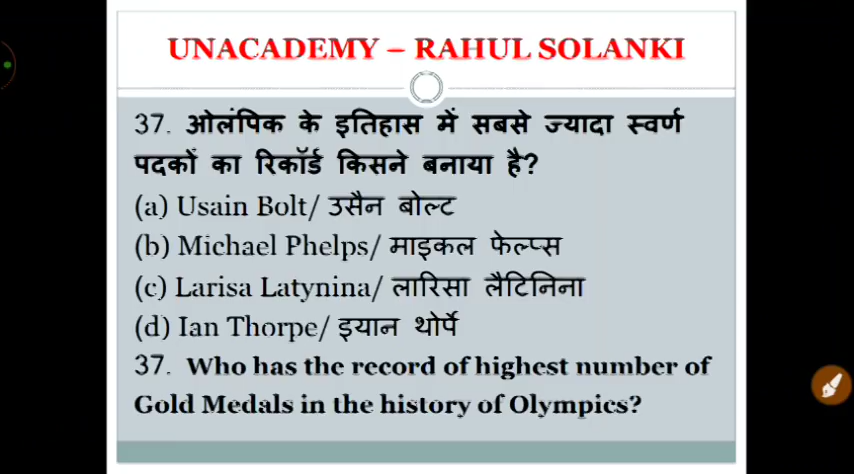 UNACADEMY – RAHUL SOLANKI
37. ओलंपिक के इतिहास में सबसे ज्यादा स्वर्ण
पदकों का रिकॉर्ड किसने बनाया है?
(a) Usain Bolt/ उसैन बोल्ट
(b) Michael Phelps/ माइकल फेल्प्स
(c) Larisa Latynina/ लारिसा लैटिनिना
(d) Ian Thorpe/ इयान थोर्पे
37. Who has the record of highest number of
Gold Medals in the history of Olympics?